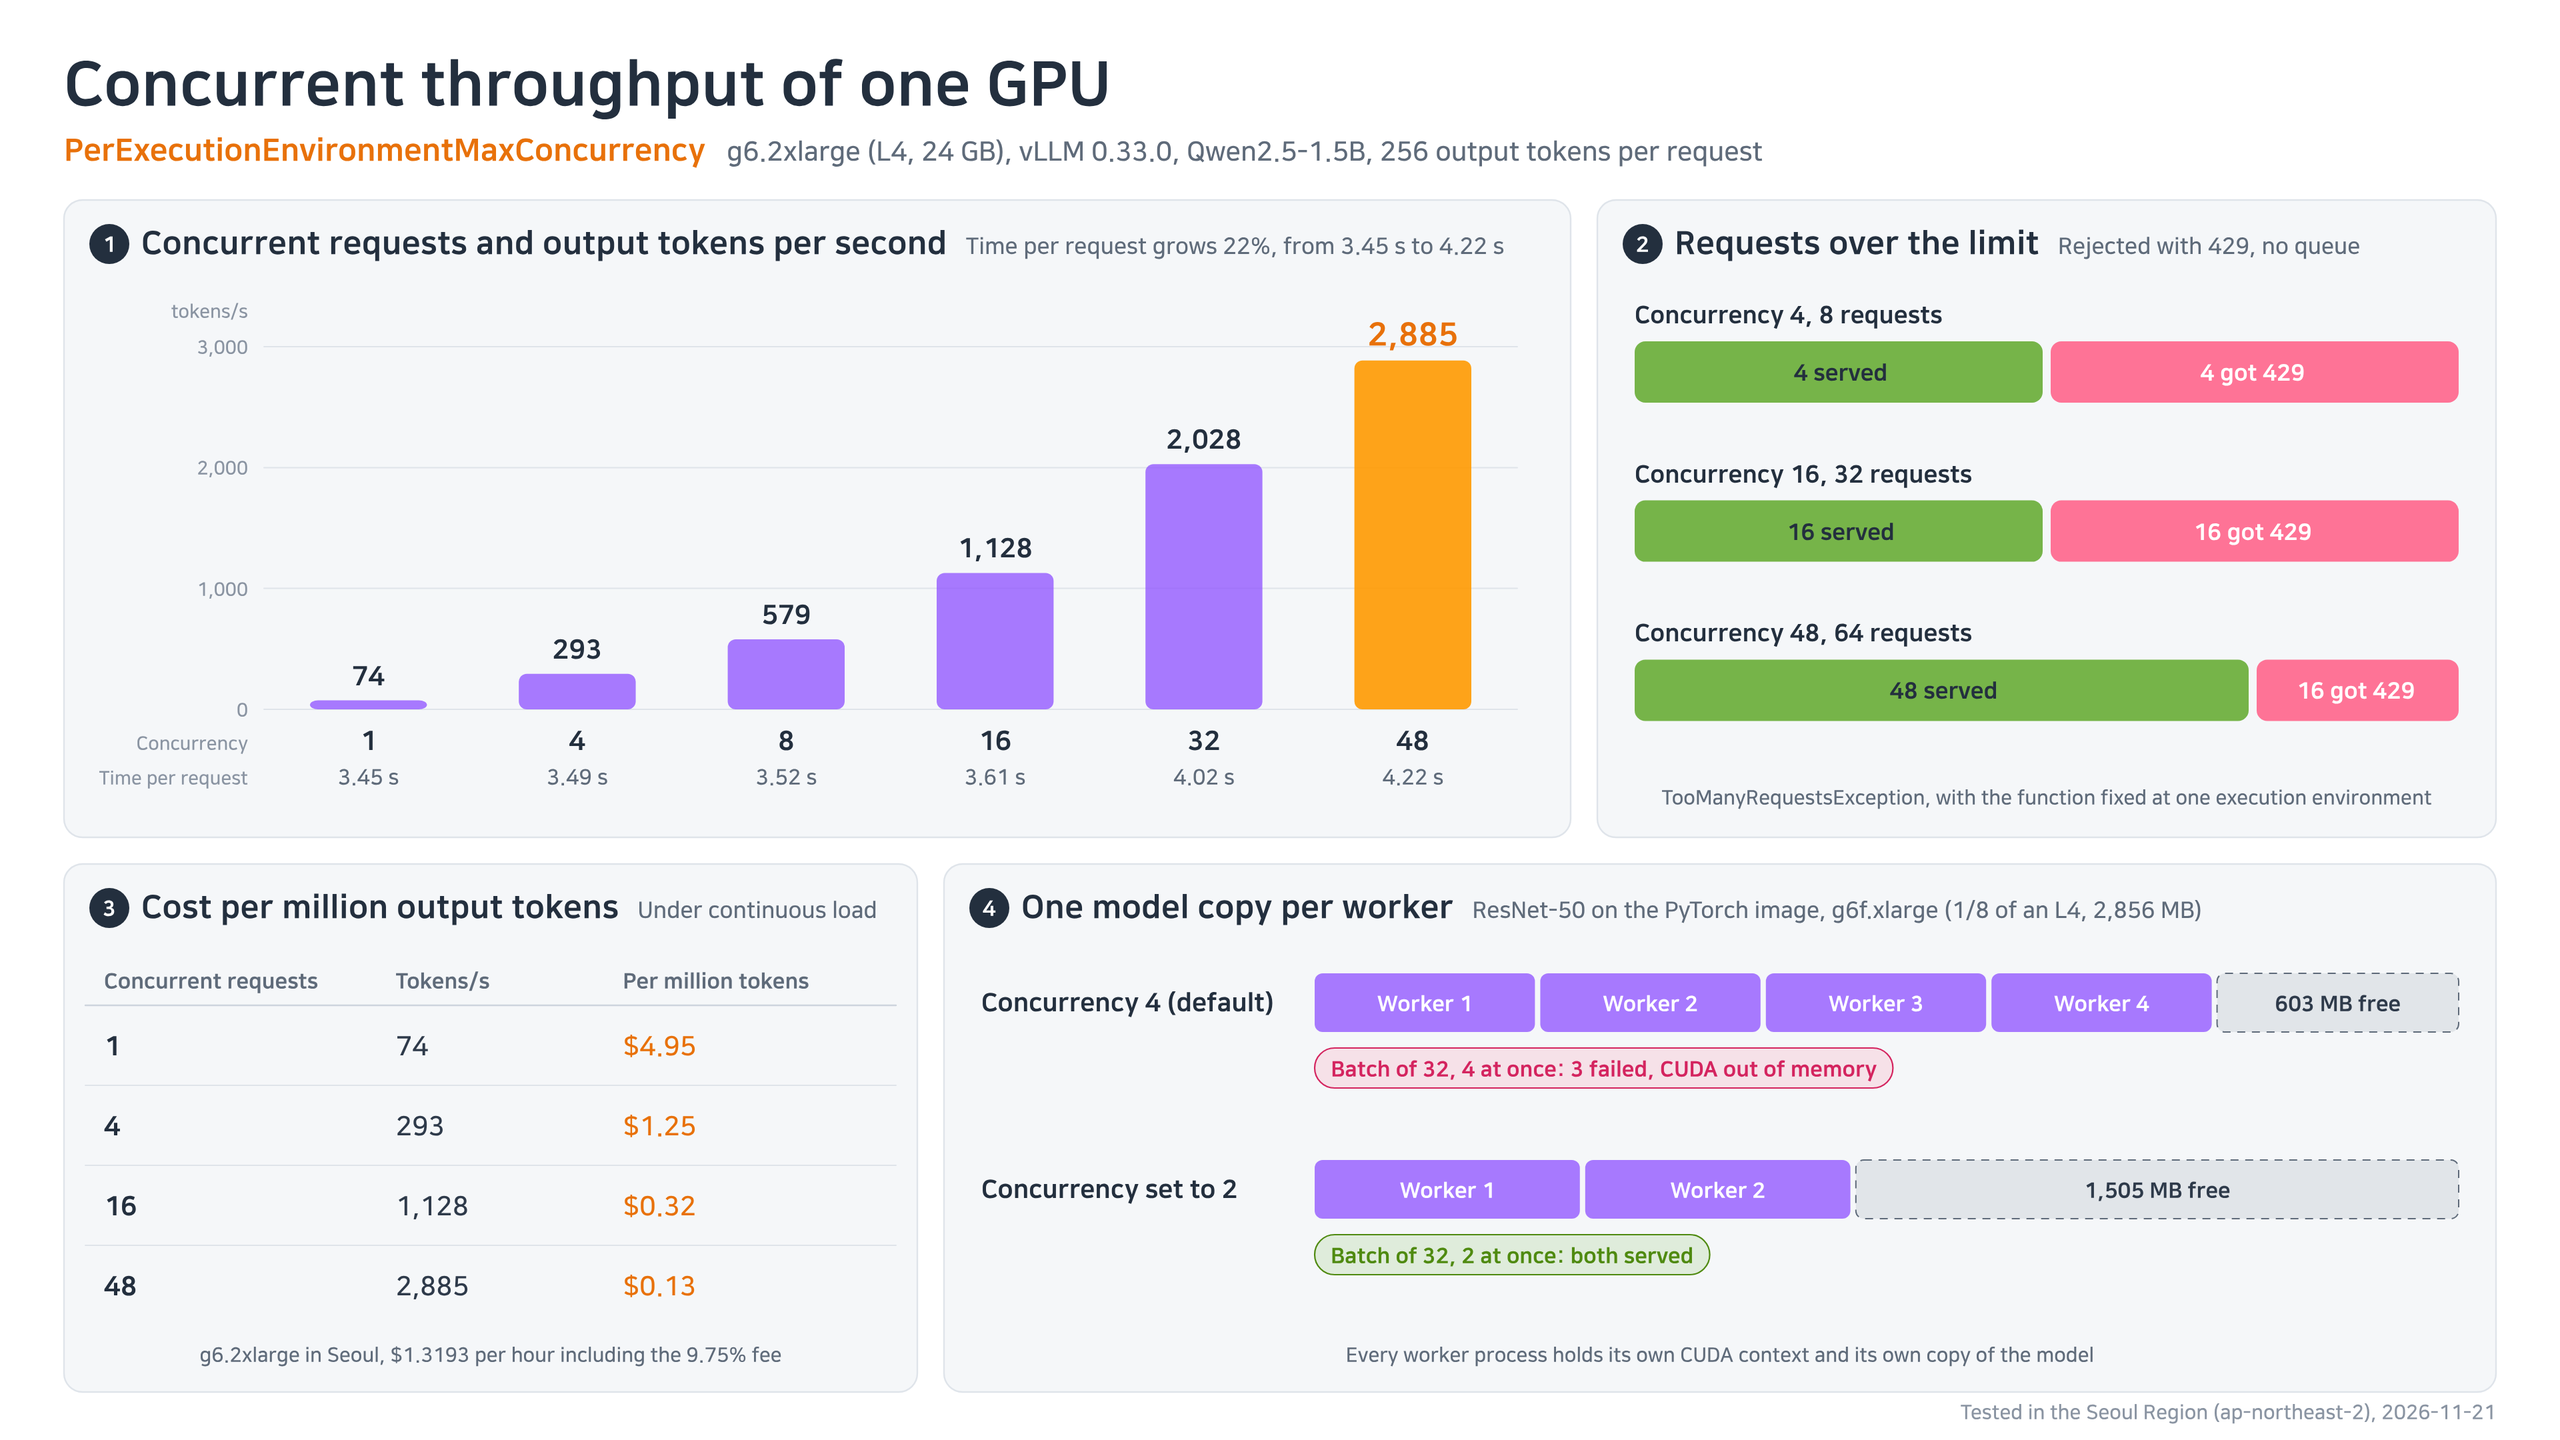 Concurrent throughput of one GPU
PerExecutionEnvironmentMaxConcurrency g6.2xlarge (L4, 24 GB), vLLM 0.33.0, Qwen2.5-1.5B, 256 output tokens per request
1 Concurrent requests and output tokens per second Time per request grows 22%, from 3.45 s to 4.22 s
tokens/s
3,000
2,000
1,000
0
74
293
579
1,128
2,028
2,885
Concurrency 1 4 8 16 32 48
Time per request 3.45 s 3.49 s 3.52 s 3.61 s 4.02 s 4.22 s
2 Requests over the limit Rejected with 429, no queue
Concurrency 4, 8 requests
4 served 4 got 429
Concurrency 16, 32 requests
16 served 16 got 429
Concurrency 48, 64 requests
48 served 16 got 429
TooManyRequestsException, with the function fixed at one execution environment
3 Cost per million output tokens Under continuous load
Concurrent requests Tokens/s Per million tokens
1 74 $4.95
4 293 $1.25
16 1,128 $0.32
48 2,885 $0.13
g6.2xlarge in Seoul, $1.3193 per hour including the 9.75% fee
4 One model copy per worker ResNet-50 on the PyTorch image, g6f.xlarge (1/8 of an L4, 2,856 MB)
Concurrency 4 (default) Worker 1 Worker 2 Worker 3 Worker 4 603 MB free
Batch of 32, 4 at once: 3 failed, CUDA out of memory
Concurrency set to 2 Worker 1 Worker 2 1,505 MB free
Batch of 32, 2 at once: both served
Every worker process holds its own CUDA context and its own copy of the model
Tested in the Seoul Region (ap-northeast-2), 2026-11-21